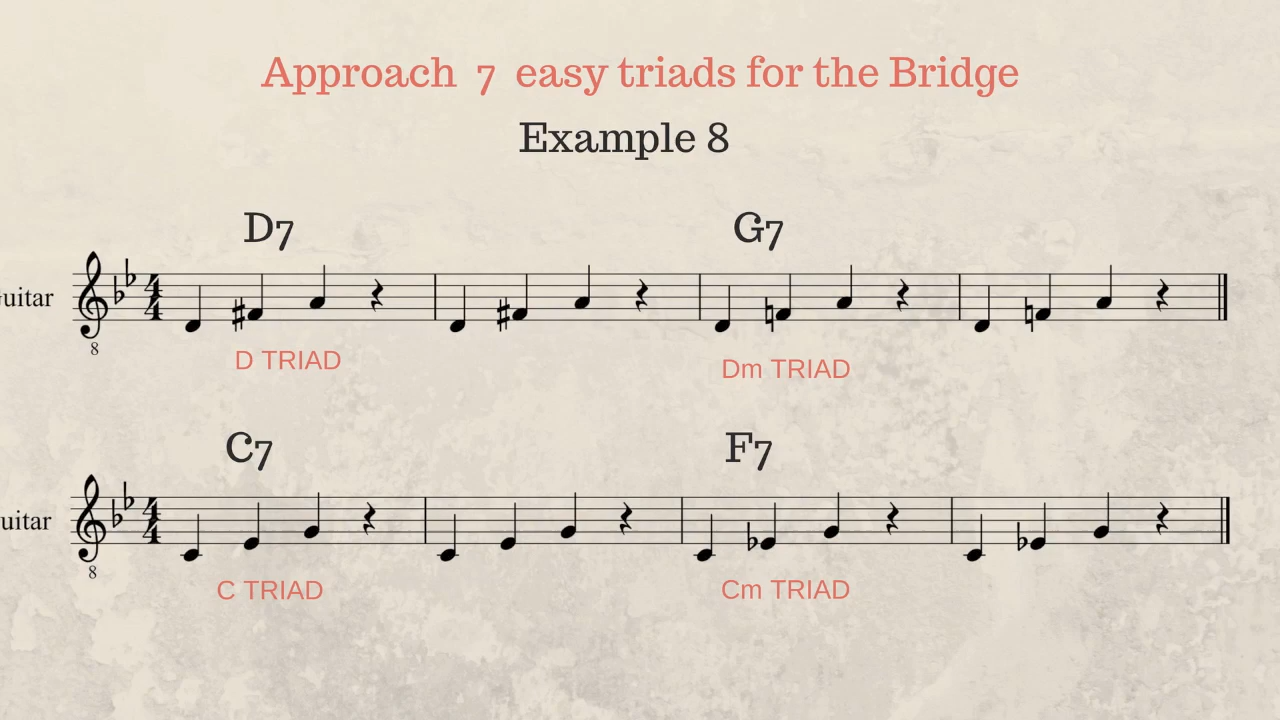 Approach 7 easy triads for the Bridge
Example 8
D7 G7
uitar
8
D TRIAD Dm TRIAD
C7 F7
uitar
8
C TRIAD Cm TRIAD